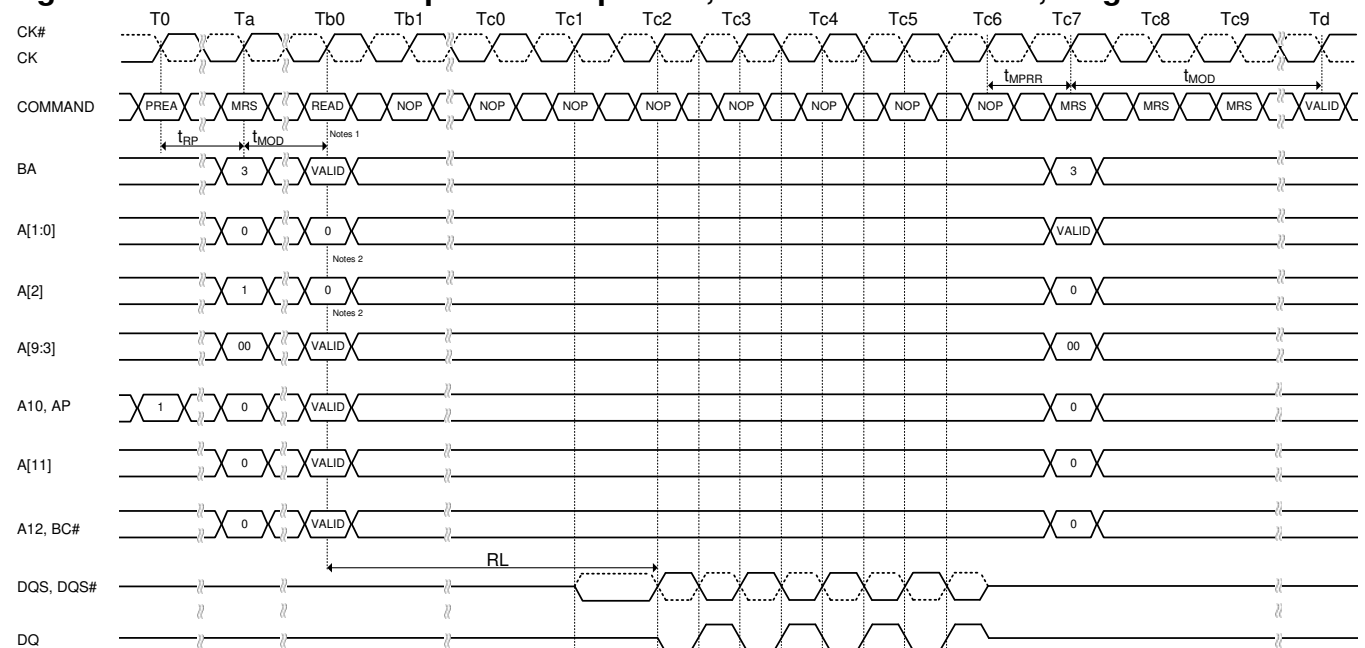 T0 Ta Tb0 Tb1 Tc0 Tc1 Tc2 Tc3 Tc4 Tc5 Tc6 Tc7 Tc8 Tc9 Td
CK#
CK
tMPRR tMOD
COMMAND PREA MRS READ NOP NOP NOP NOP NOP NOP NOP NOP MRS MRS MRS VALID
tRP tMOD Notes 1
BA 3 VALID 3
A[1:0] 0 0 VALID
Notes 2
A[2] 1 0 0
Notes 2
A[9:3] 00 VALID 00
A10, AP 1 0 VALID 0
A[11] 0 VALID 0
A12, BC# 0 VALID 0
RL
DQS, DQS#
DQ